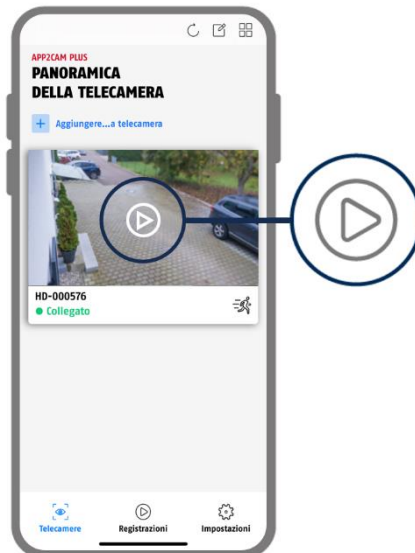 APP2CAM PLUS
PANORAMICA
DELLA TELECAMERA
Aggiungere...a telecamera
HD-000576
Collegato
Telecamere
Registrazioni
Impostazioni